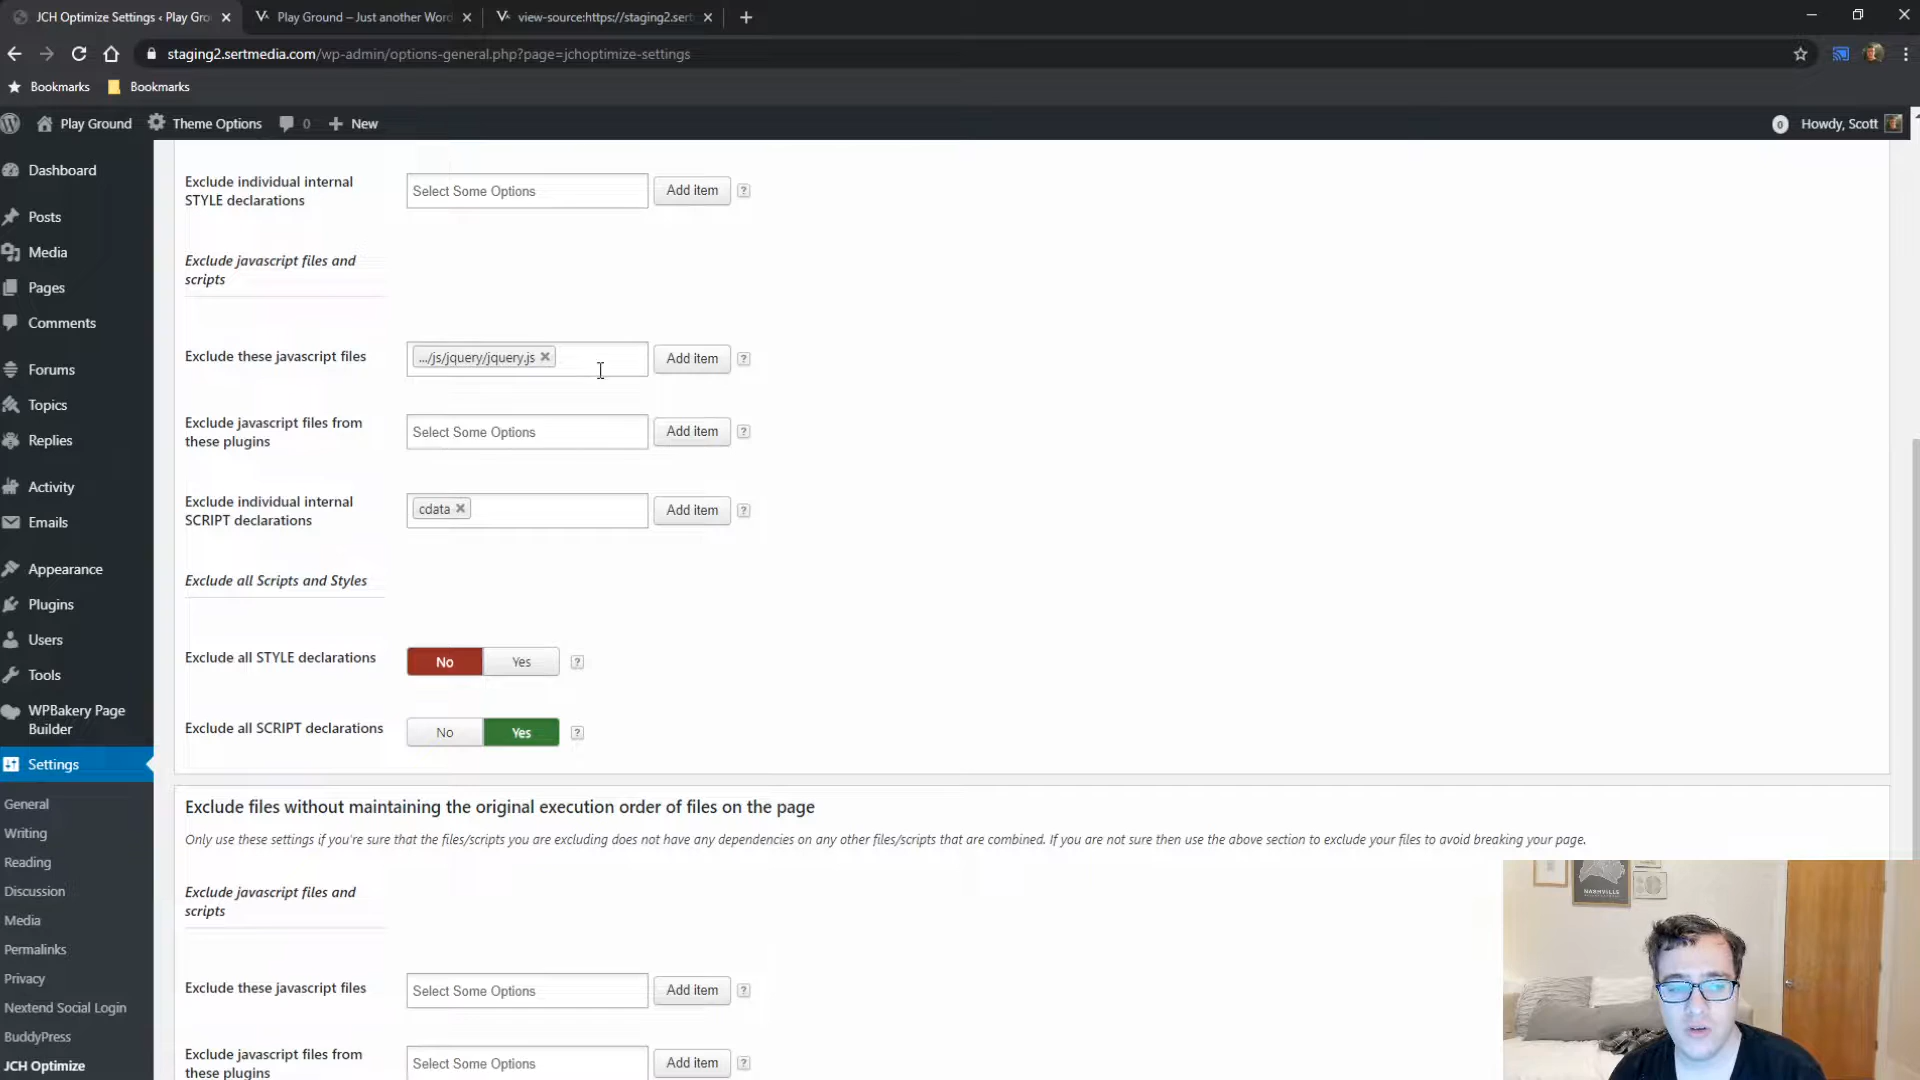 JCH Optimize Settings ‹ Play Gro
Play Ground – Just another Word
view-source:https://staging2.sert
staging2.sertmedia.com/wp-admin/options-general.php?page=jchoptimize-settings
Bookmarks
Bookmarks
Play Ground
Theme Options
0
New
0
Howdy, Scott
Dashboard
Posts
Media
Pages
Comments
Forums
Topics
Replies
Activity
Emails
Appearance
Plugins
Users
Tools
WPBakery Page
Builder
Settings
General
Writing
Reading
Discussion
Media
Permalinks
Privacy
Nextend Social Login
BuddyPress
JCH Optimize
Exclude individual internal
STYLE declarations
Select Some Options
Add item
?
Exclude javascript files and
scripts
Exclude these javascript files
.../js/jquery/jquery.js
Add item
?
Exclude javascript files from
these plugins
Select Some Options
Add item
?
Exclude individual internal
SCRIPT declarations
cdata
Add item
?
Exclude all Scripts and Styles
Exclude all STYLE declarations
No
Yes
?
Exclude all SCRIPT declarations
No
Yes
?
Exclude files without maintaining the original execution order of files on the page
Only use these settings if you're sure that the files/scripts you are excluding does not have any dependencies on any other files/scripts that are combined. If you are not sure then use the above section to exclude your files to avoid breaking your page.
Exclude javascript files and
scripts
Exclude these javascript files
Select Some Options
Add item
?
Exclude javascript files from
these plugins
Select Some Options
Add item
?
NASHVILLE